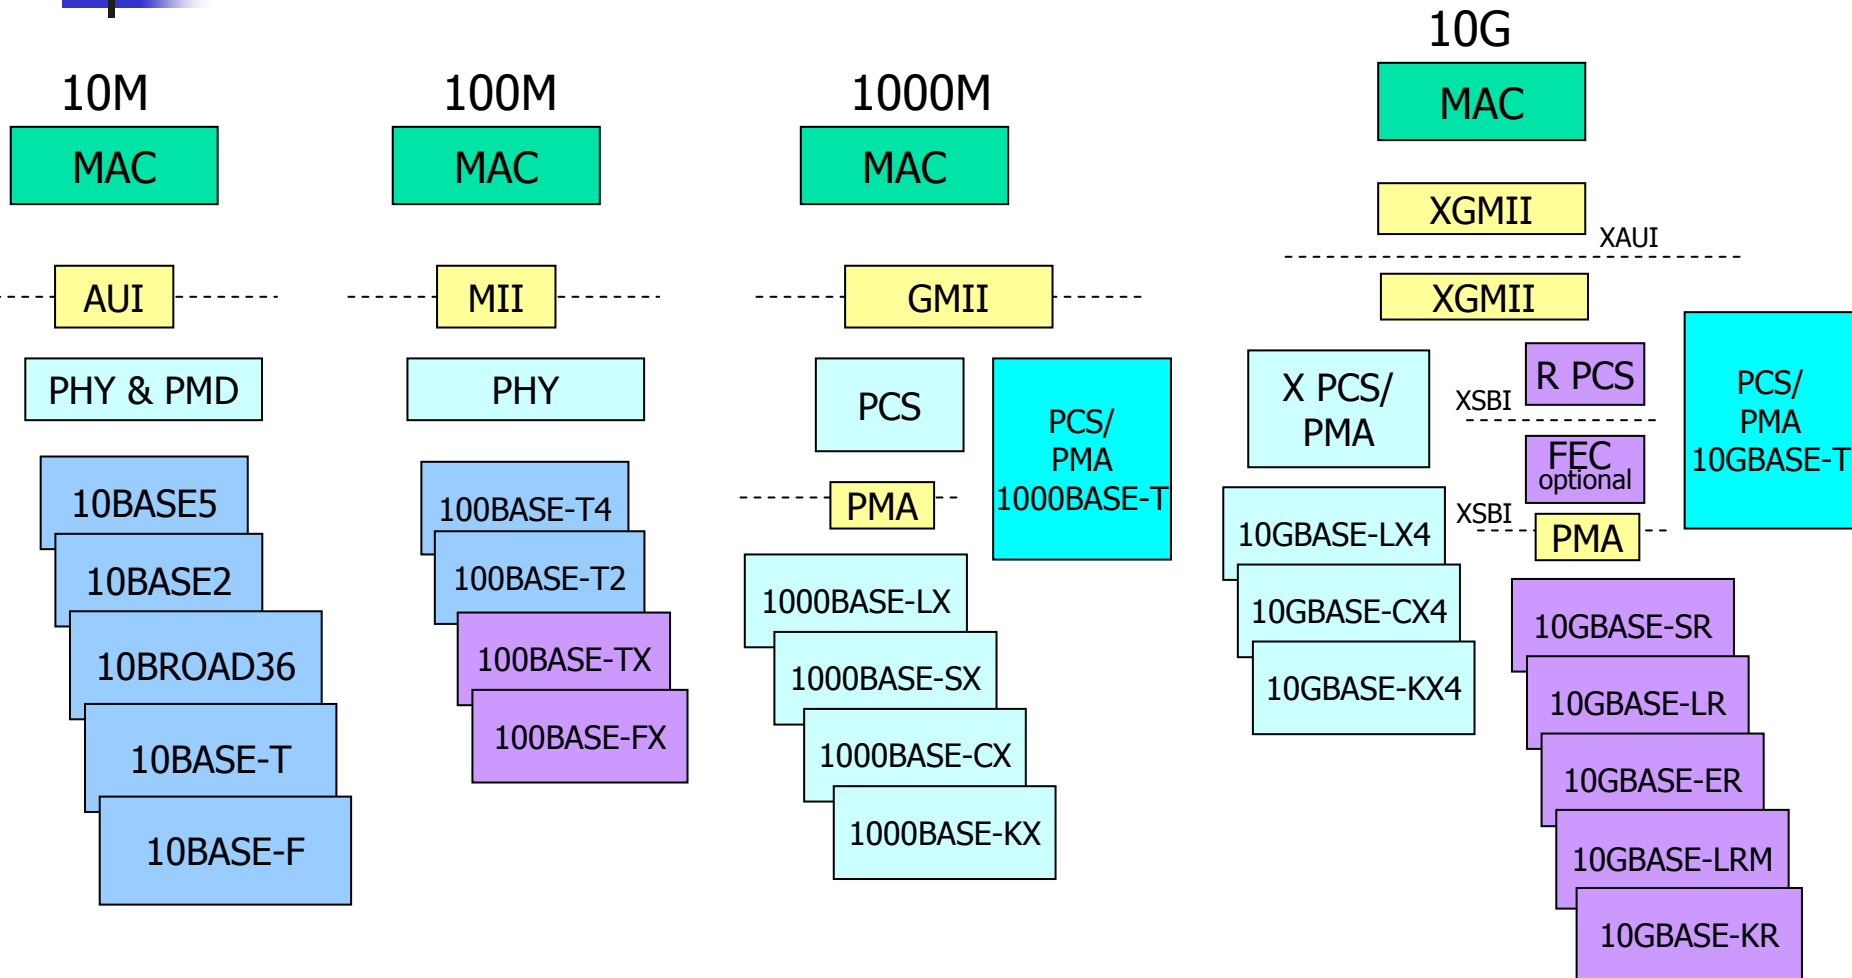 10M
MAC
AUI
PHY & PMD
10BASE5
10BASE2
10BROAD36
10BASE-T
10BASE-F
100M
MAC
MII
PHY
100BASE-T4
100BASE-T2
100BASE-TX
100BASE-FX
1000M
MAC
GMII
PCS
PMA
PCS/
PMA
1000BASE-T
1000BASE-LX
1000BASE-SX
1000BASE-CX
1000BASE-KX
10G
MAC
XGMII
XAUI
XGMII
X PCS/
PMA
10GBASE-LX4
10GBASE-CX4
10GBASE-KX4
R PCS
XSBI
FEC
optional
XSBI
PMA
10GBASE-SR
10GBASE-LR
10GBASE-ER
10GBASE-LRM
10GBASE-KR
PCS/
PMA
10GBASE-T